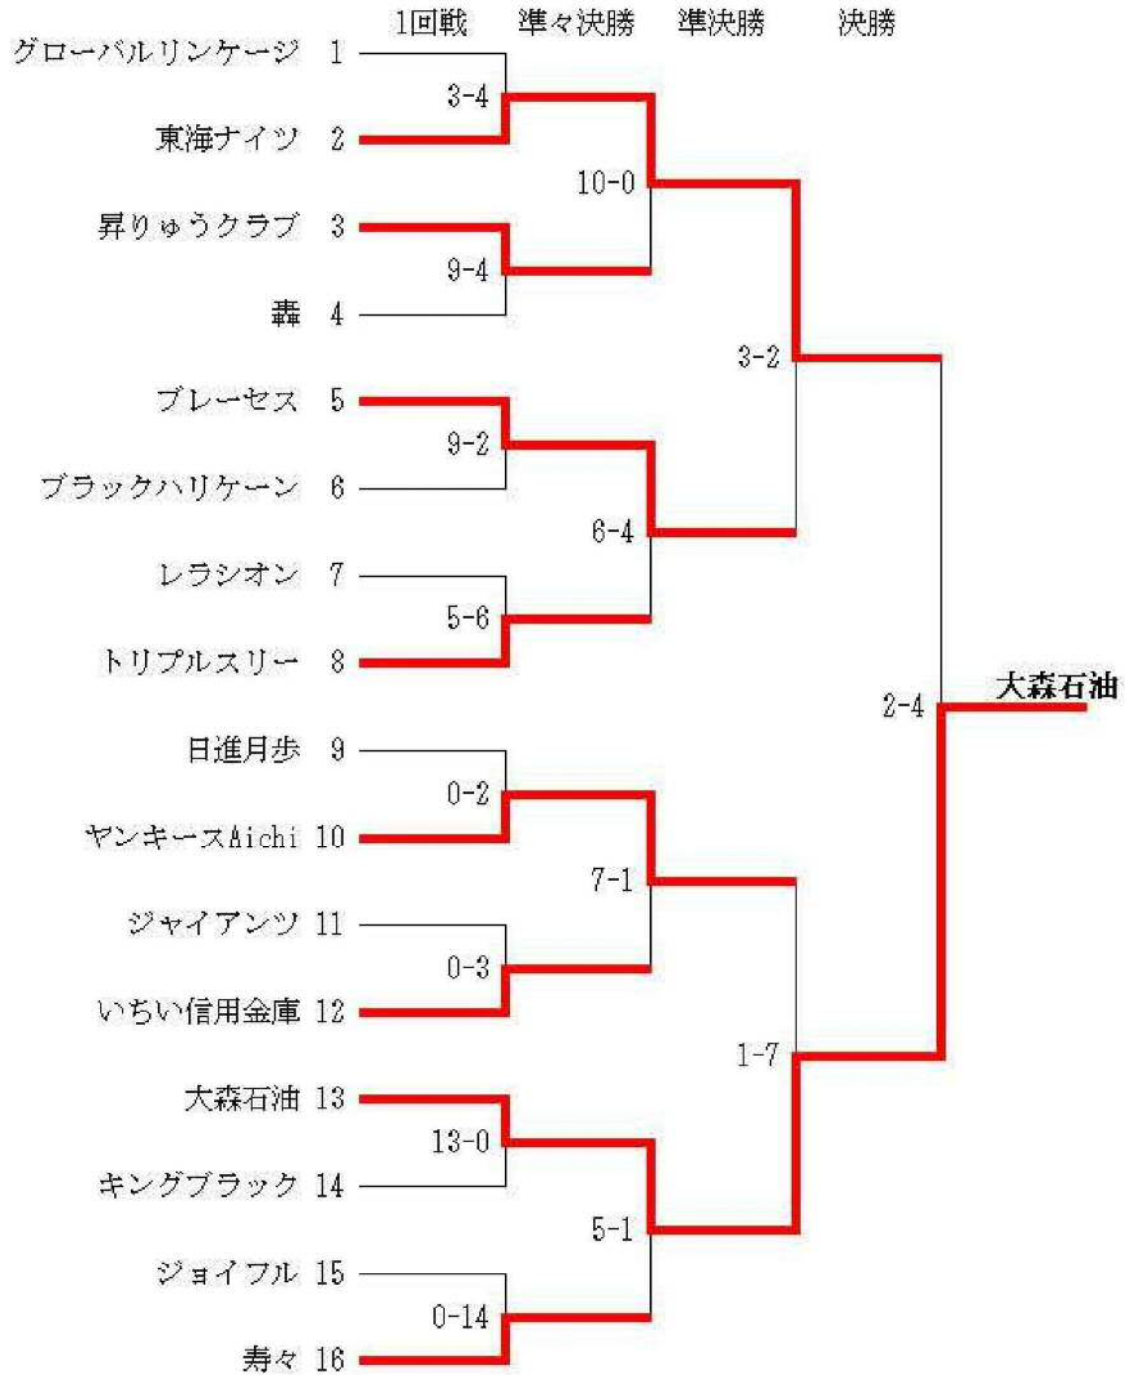 1回戦 準々決勝 準決勝 決勝
グローバルリンケージ 1
3-4
東海ナイツ 2
10-0
昇りゅうクラブ 3
9-4
轟 4
3-2
ブレーセス 5
9-2
ブラックハリケーン 6
6-4
レラシオン 7
5-6
トリプルスリー 8
大森石油
2-4
日進月歩 9
0-2
ヤンキースAichi 10
7-1
ジャイアンツ 11
0-3
いちい信用金庫 12
1-7
大森石油 13
13-0
キングブラック 14
5-1
ジョイフル 15
0-14
寿々 16